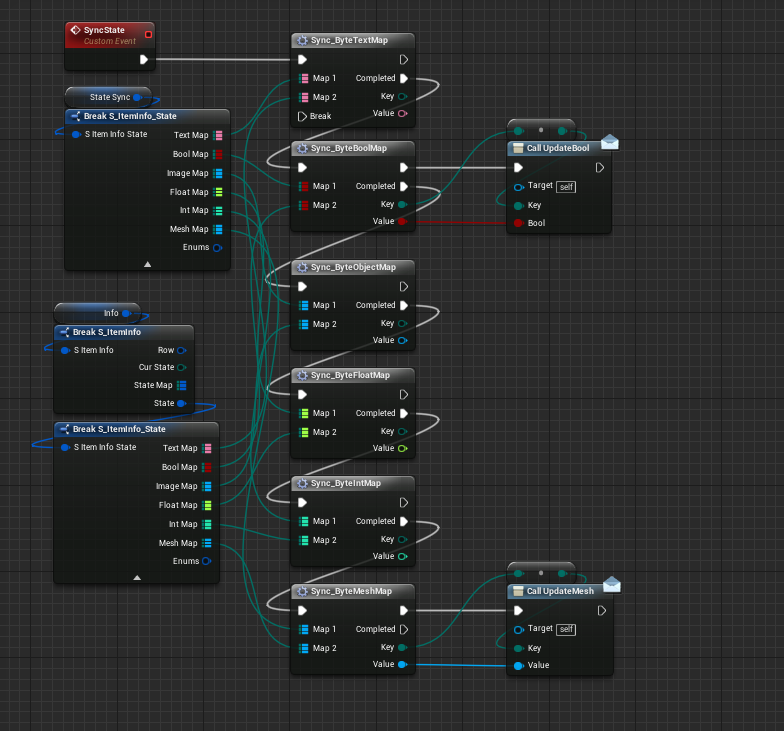 SyncState
Custom Event
State Sync
Break S_ItemInfo_State
S Item Info State
Text Map
Bool Map
Image Map
Float Map
Int Map
Mesh Map
Enums
Info
Break S_ItemInfo
S Item Info
Row
Cur State
State Map
State
Break S_ItemInfo_State
S Item Info State
Text Map
Bool Map
Image Map
Float Map
Int Map
Mesh Map
Enums
Sync_ByteTextMap
Map 1
Completed
Map 2
Key
Break
Value
Sync_ByteBoolMap
Map 1
Completed
Map 2
Key
Value
Sync_ByteObjectMap
Map 1
Completed
Map 2
Key
Value
Sync_ByteFloatMap
Map 1
Completed
Map 2
Key
Value
Sync_ByteIntMap
Map 1
Completed
Map 2
Key
Value
Sync_ByteMeshMap
Map 1
Completed
Map 2
Key
Value
Call UpdateBool
Target self
Key
Bool
Call UpdateMesh
Target self
Key
Value